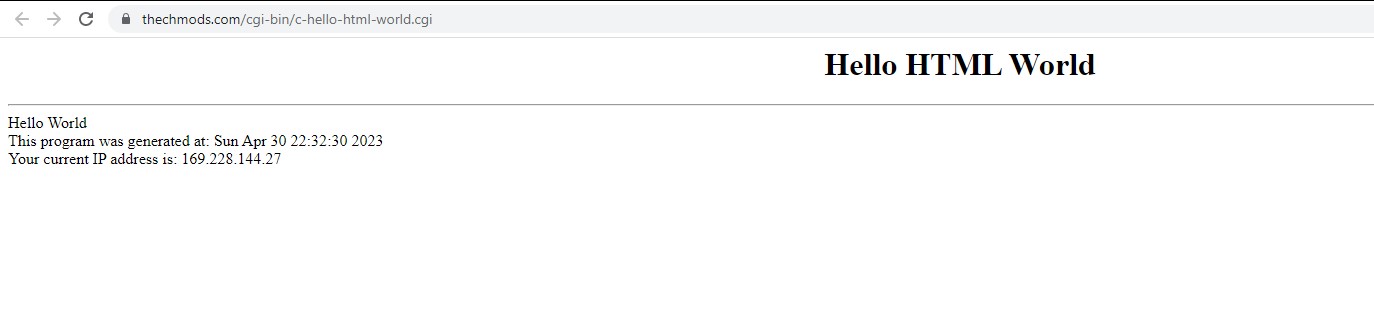 thechmods.com/cgi-bin/c-hello-html-world.cgi
Hello HTML World
Hello World
This program was generated at: Sun Apr 30 22:32:30 2023
Your current IP address is: 169.228.144.27